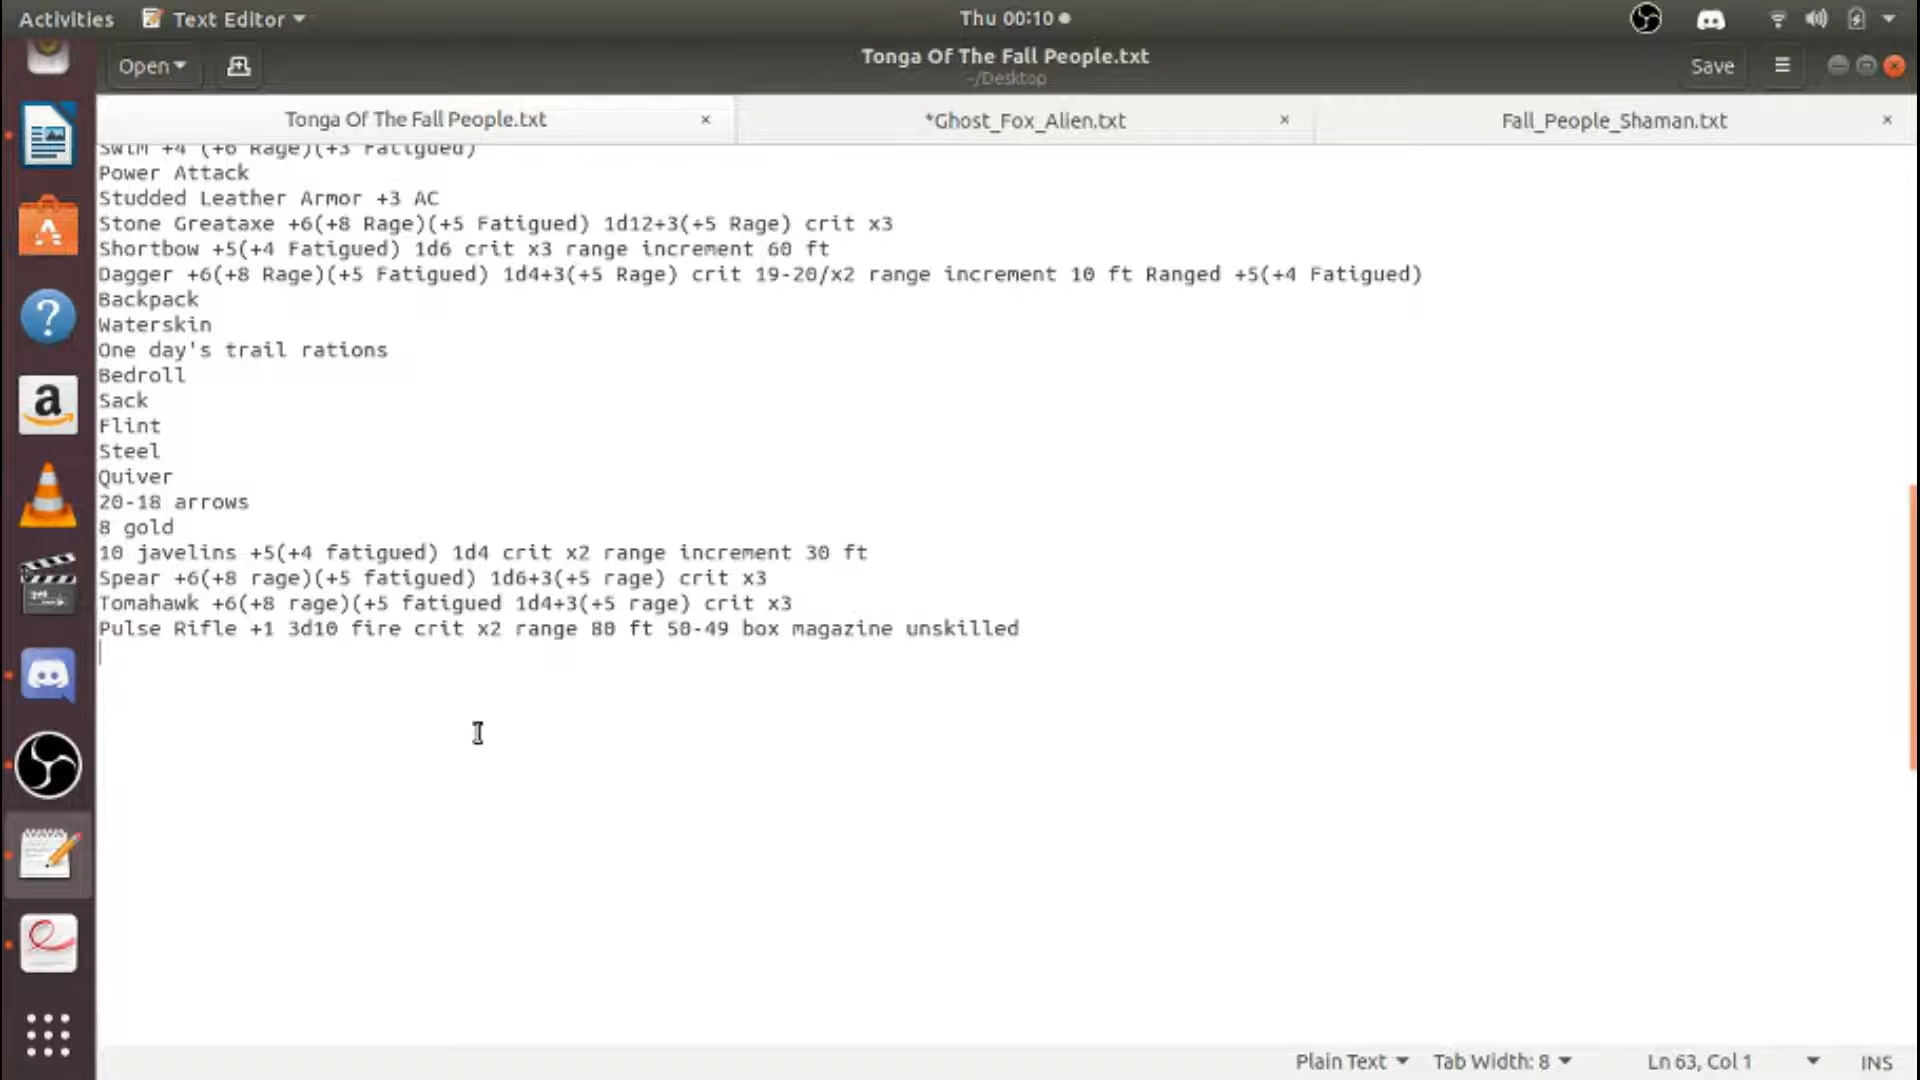 Activities
Text Editor
Thu 00:10
Open
Tonga Of The Fall People.txt
~/Desktop
Save
Tonga Of The Fall People.txt
*Ghost_Fox_Alien.txt
Fall_People_Shaman.txt
Swim +4 (+6 Rage)(+3 Fatigued)
Power Attack
Studded Leather Armor +3 AC
Stone Greataxe +6(+8 Rage)(+5 Fatigued) 1d12+3(+5 Rage) crit x3
Shortbow +5(+4 Fatigued) 1d6 crit x3 range increment 60 ft
Dagger +6(+8 Rage)(+5 Fatigued) 1d4+3(+5 Rage) crit 19-20/x2 range increment 10 ft Ranged +5(+4 Fatigued)
Backpack
Waterskin
One day's trail rations
Bedroll
Sack
Flint
Steel
Quiver
20-18 arrows
8 gold
10 javelins +5(+4 fatigued) 1d4 crit x2 range increment 30 ft
Spear +6(+8 rage)(+5 fatigued) 1d6+3(+5 rage) crit x3
Tomahawk +6(+8 rage)(+5 fatigued 1d4+3(+5 rage) crit x3
Pulse Rifle +1 3d10 fire crit x2 range 80 ft 50-49 box magazine unskilled
Plain Text
Tab Width: 8
Ln 63, Col 1
INS